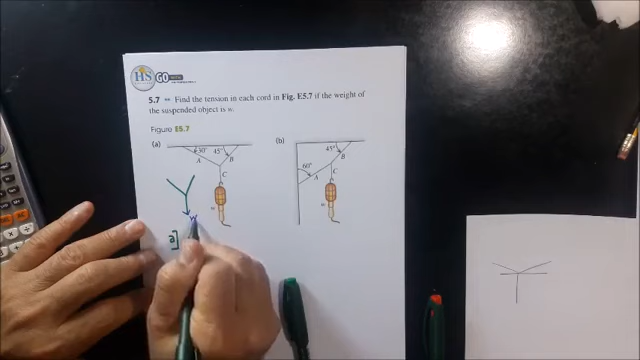 HS GO
5.7 •• Find the tension in each cord in Fig. E5.7 if the weight of
the suspended object is w.
Figure E5.7
(a)
30° 45°
A B
C
w
(b)
45°
B
60°
A C
w
w
a]